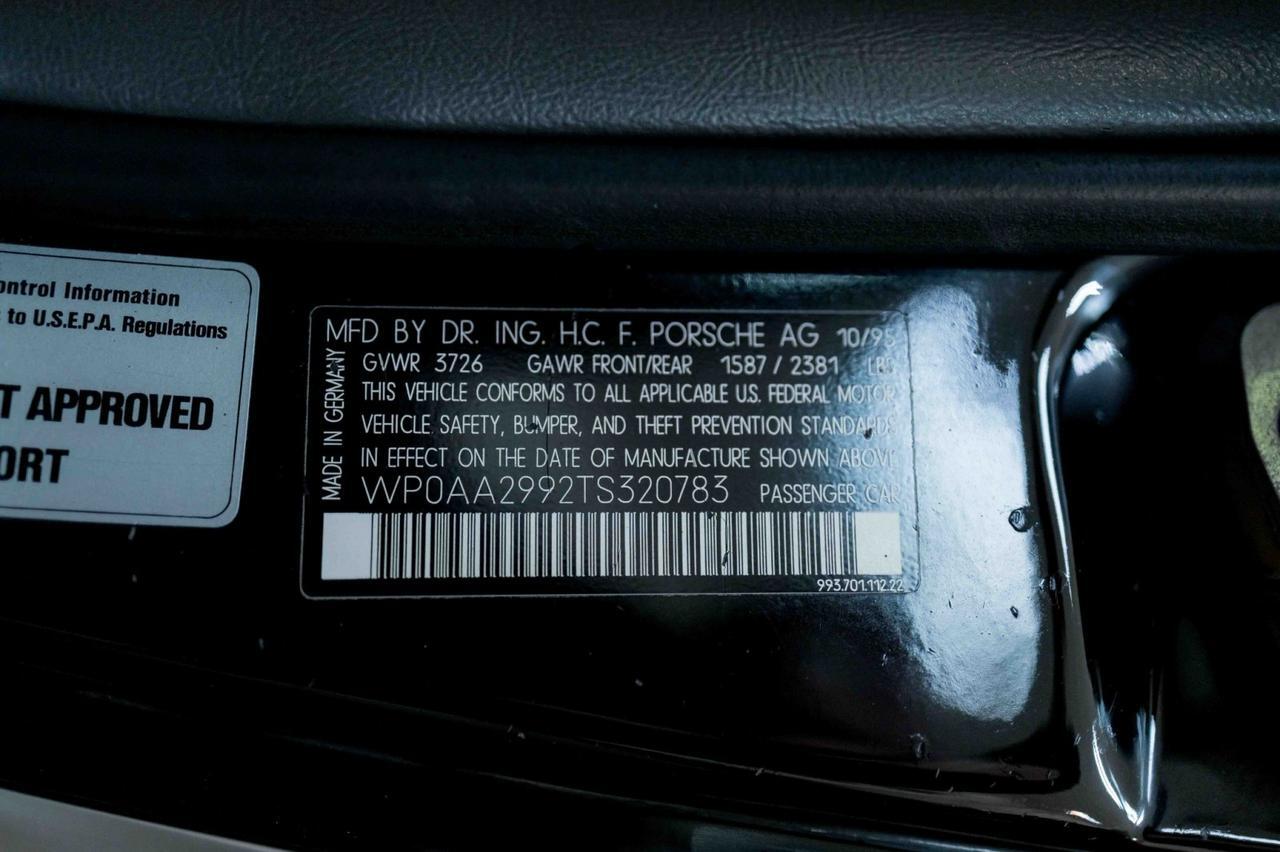 ontrol Information
to U.S.E.P.A. Regulations
T APPROVED
ORT
MFD BY DR. ING. H.C. F. PORSCHE AG 10/95
GVWR 3726 GAWR FRONT/REAR 1587 / 2381 LBS
THIS VEHICLE CONFORMS TO ALL APPLICABLE U.S. FEDERAL MOTOR
VEHICLE SAFETY, BUMPER, AND THEFT PREVENTION STANDARDS
IN EFFECT ON THE DATE OF MANUFACTURE SHOWN ABOVE
WP0AA2992TS320783 PASSENGER CAR
MADE IN GERMANY
993.701.112.22